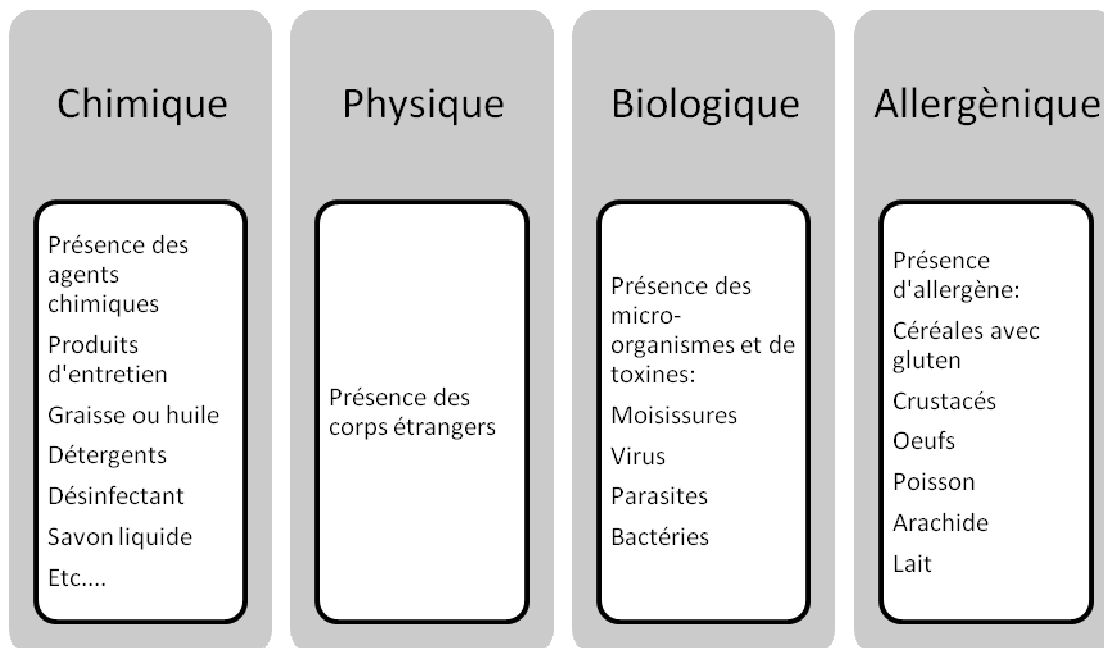 Chimique
Présence des
agents
chimiques
Produits
d'entretien
Graisse ou huile
Détergents
Désinfectant
Savon liquide
Etc....
Physique
Présence des
corps étrangers
Biologique
Présence des
micro-
organismes et de
toxines:
Moisissures
Virus
Parasites
Bactéries
Allergènique
Présence
d'allergène:
Céréales avec
gluten
Crustacés
Oeufs
Poisson
Arachide
Lait